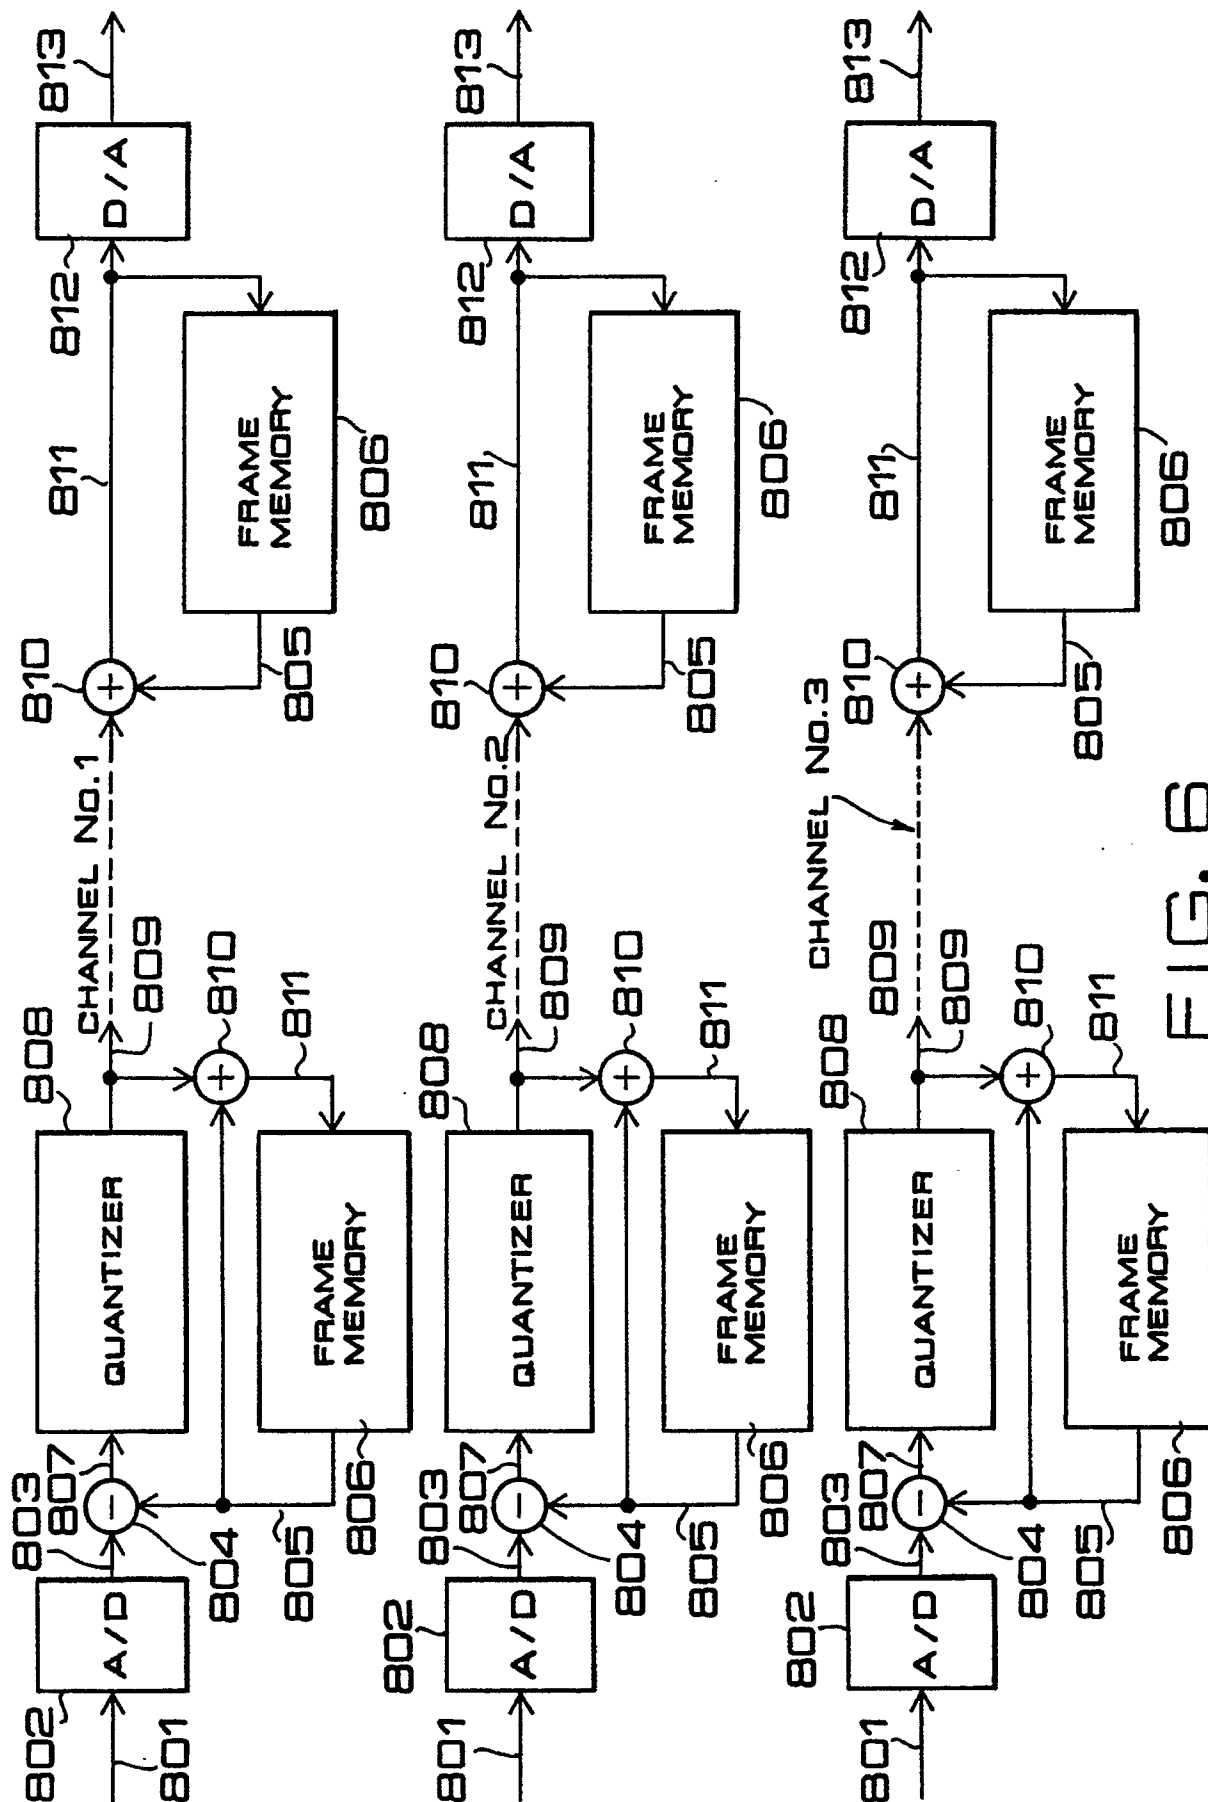 801
802
A/D
803
804
807
805
QUANTIZER
808
FRAME
MEMORY
806
809
810
811
CHANNEL No.1
810
811
805
FRAME
MEMORY
806
812
D/A
813
801
802
A/D
803
804
807
805
QUANTIZER
808
FRAME
MEMORY
806
809
810
811
CHANNEL No.2
810
811
805
FRAME
MEMORY
806
812
D/A
813
801
802
A/D
803
804
807
805
QUANTIZER
808
FRAME
MEMORY
806
809
809
810
811
CHANNEL No.3
810
811
805
FRAME
MEMORY
806
812
D/A
813
FIG. 6